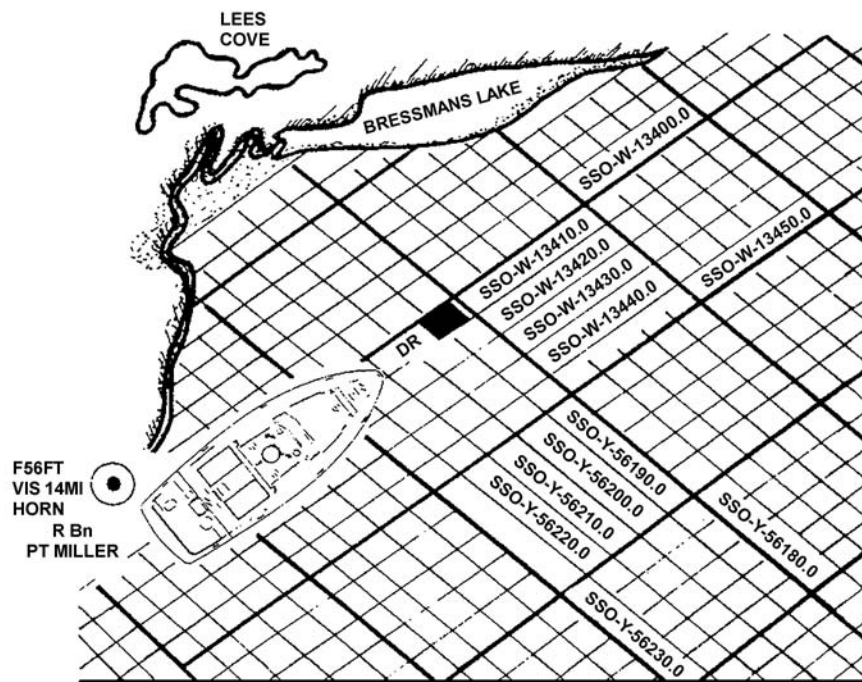 LEES
COVE
BRESSMANS LAKE
SSO-W-13400.0
SSO-W-13410.0
SSO-W-13420.0
SSO-W-13430.0
SSO-W-13440.0
SSO-W-13450.0
DR
SSO-Y-56190.0
SSO-Y-56200.0
SSO-Y-56210.0
SSO-Y-56220.0
SSO-Y-56180.0
SSO-Y-56230.0
F56FT
VIS 14MI
HORN
R Bn
PT MILLER